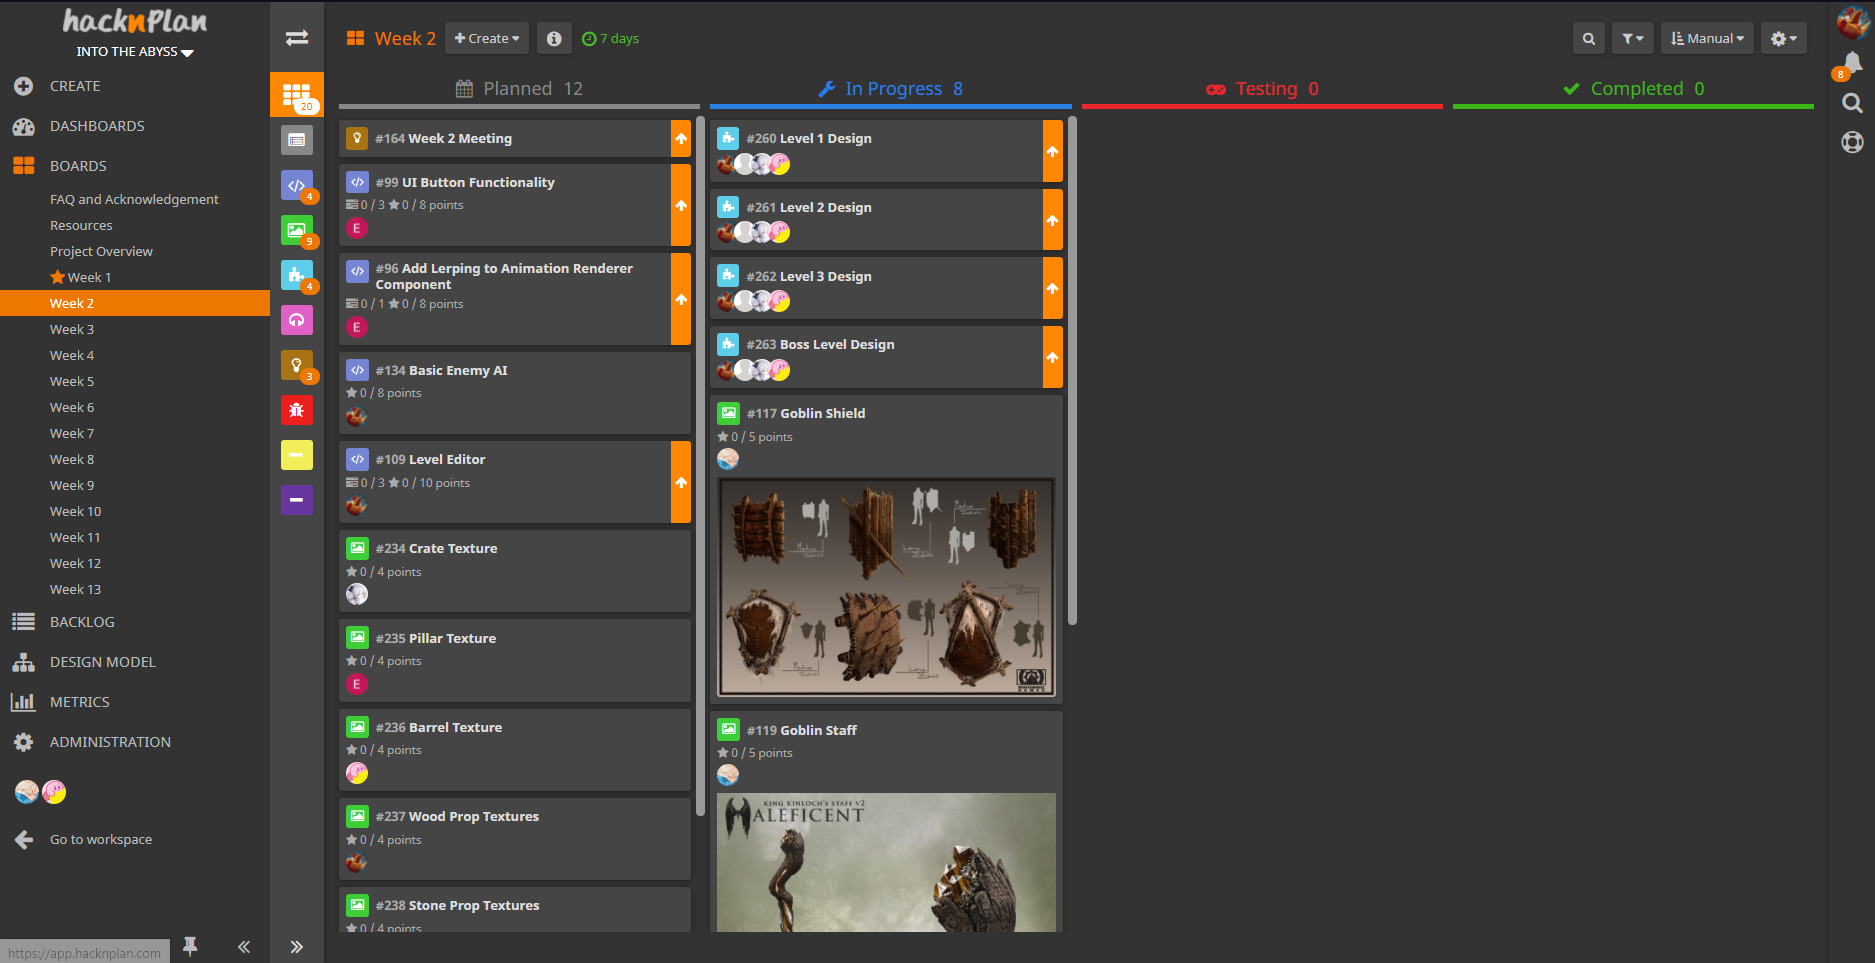 hacknPlan
INTO THE ABYSS
CREATE
DASHBOARDS
BOARDS
FAQ and Acknowledgement
Resources
Project Overview
Week 1
Week 2
Week 3
Week 4
Week 5
Week 6
Week 7
Week 8
Week 9
Week 10
Week 11
Week 12
Week 13
BACKLOG
DESIGN MODEL
METRICS
ADMINISTRATION
Go to workspace
https://app.hacknplan.com
20
4
9
4
3
Week 2
Create
7 days
Manual
8
Planned 12
#164 Week 2 Meeting
#99 UI Button Functionality
0 / 3 0 / 8 points
E
#96 Add Lerping to Animation Renderer
Component
0 / 1 0 / 8 points
E
#134 Basic Enemy AI
0 / 8 points
#109 Level Editor
0 / 3 0 / 10 points
#234 Crate Texture
0 / 4 points
#235 Pillar Texture
0 / 4 points
E
#236 Barrel Texture
0 / 4 points
#237 Wood Prop Textures
0 / 4 points
#238 Stone Prop Textures
0 / 4 points
In Progress 8
#260 Level 1 Design
#261 Level 2 Design
#262 Level 3 Design
#263 Boss Level Design
#117 Goblin Shield
0 / 5 points
#119 Goblin Staff
0 / 5 points
KING KINLOCH'S STAFF V2
MALEFICENT
Testing 0
Completed 0